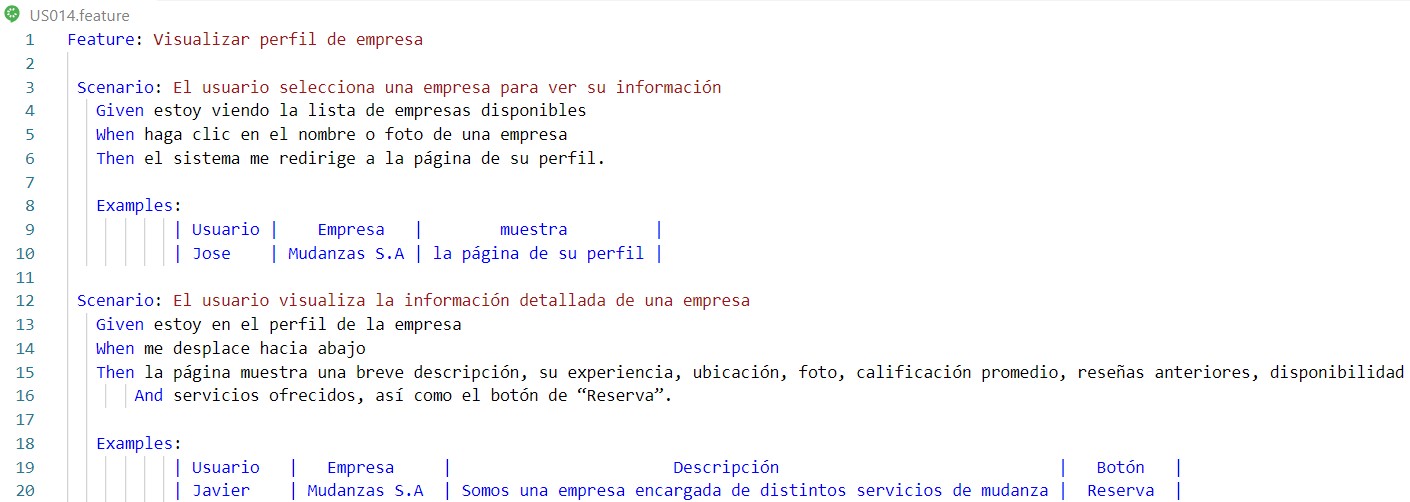 US014.feature
1 Feature: Visualizar perfil de empresa
2
3 Scenario: El usuario selecciona una empresa para ver su información
4 Given estoy viendo la lista de empresas disponibles
5 When haga clic en el nombre o foto de una empresa
6 Then el sistema me redirige a la página de su perfil.
7
8 Examples:
9 | Usuario | Empresa | muestra |
10 | Jose | Mudanzas S.A | la página de su perfil |
11
12 Scenario: El usuario visualiza la información detallada de una empresa
13 Given estoy en el perfil de la empresa
14 When me desplace hacia abajo
15 Then la página muestra una breve descripción, su experiencia, ubicación, foto, calificación promedio, reseñas anteriores, disponibilidad
16 And servicios ofrecidos, así como el botón de “Reserva”.
17
18 Examples:
19 | Usuario | Empresa | Descripción | Botón |
20 | Javier | Mudanzas S.A | Somos una empresa encargada de distintos servicios de mudanza | Reserva |